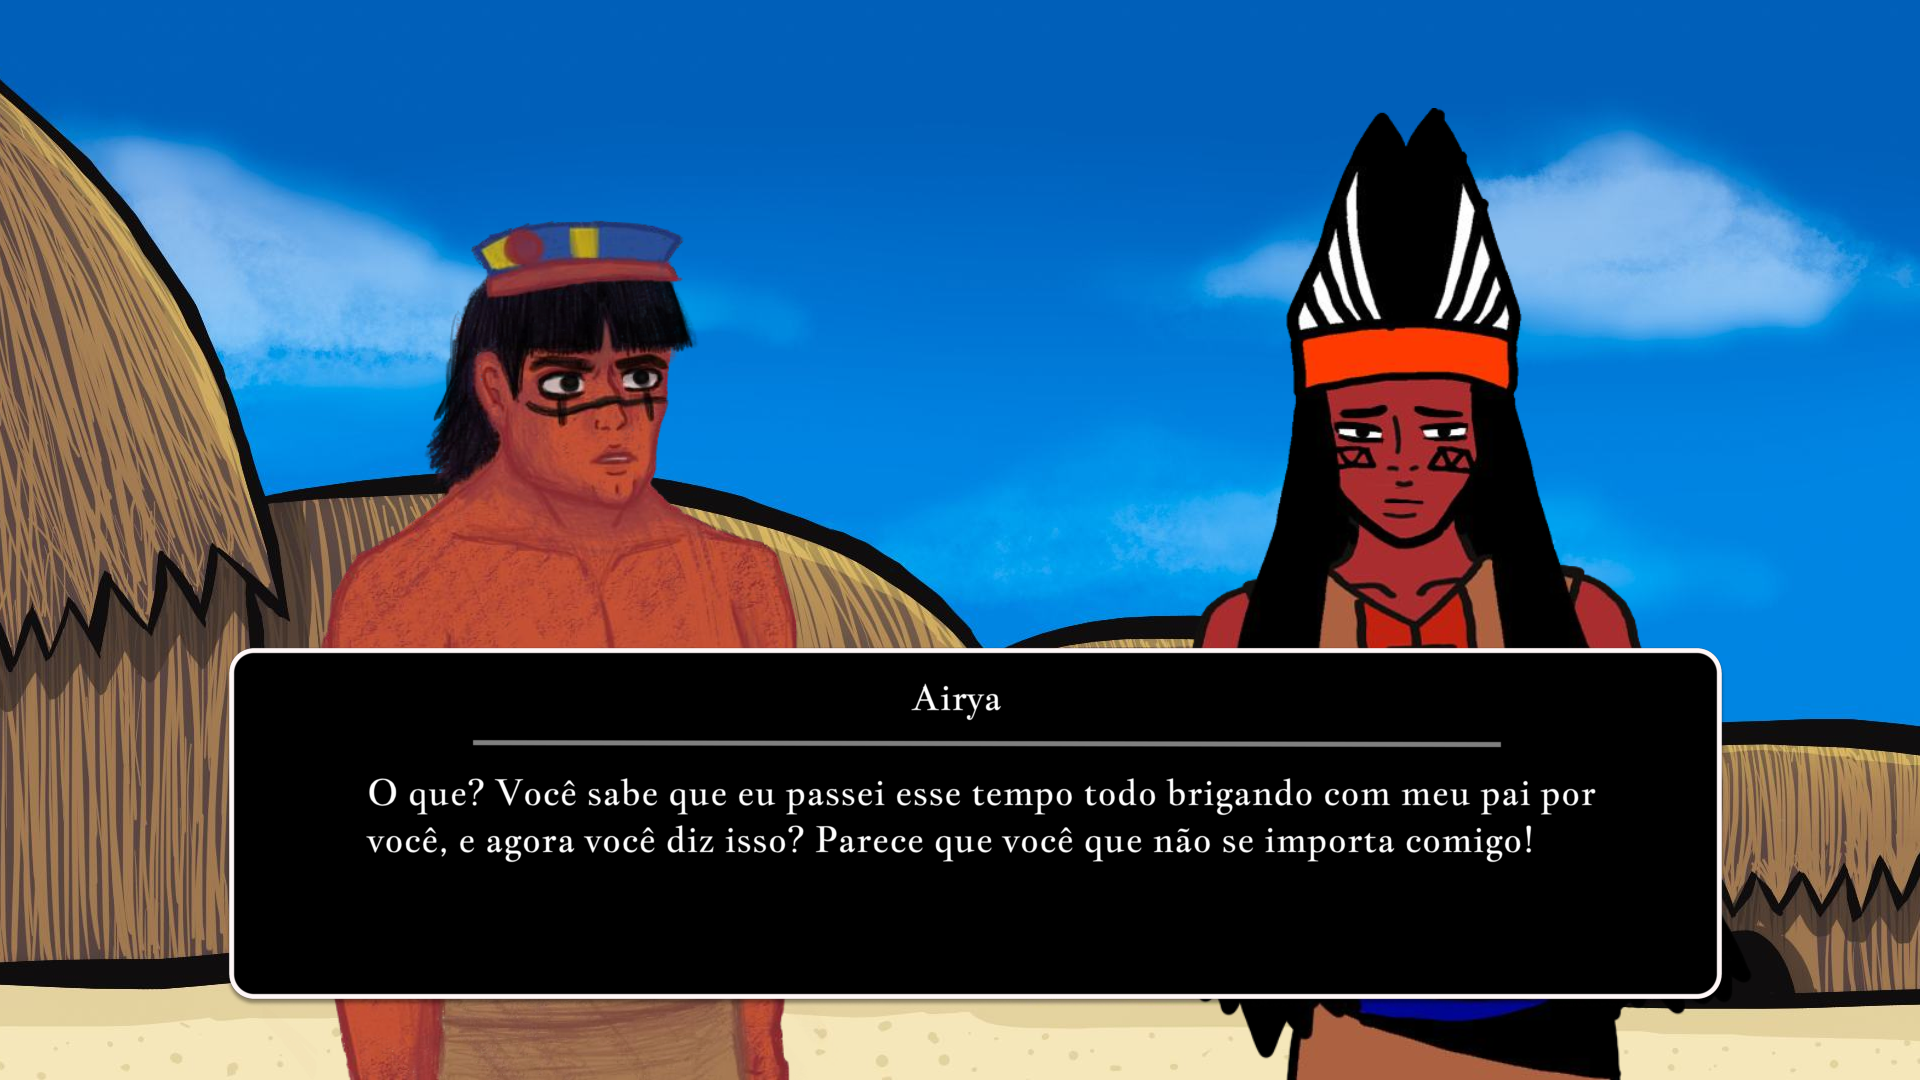 Airya
O que? Você sabe que eu passei esse tempo todo brigando com meu pai por
você, e agora você diz isso? Parece que você que não se importa comigo!